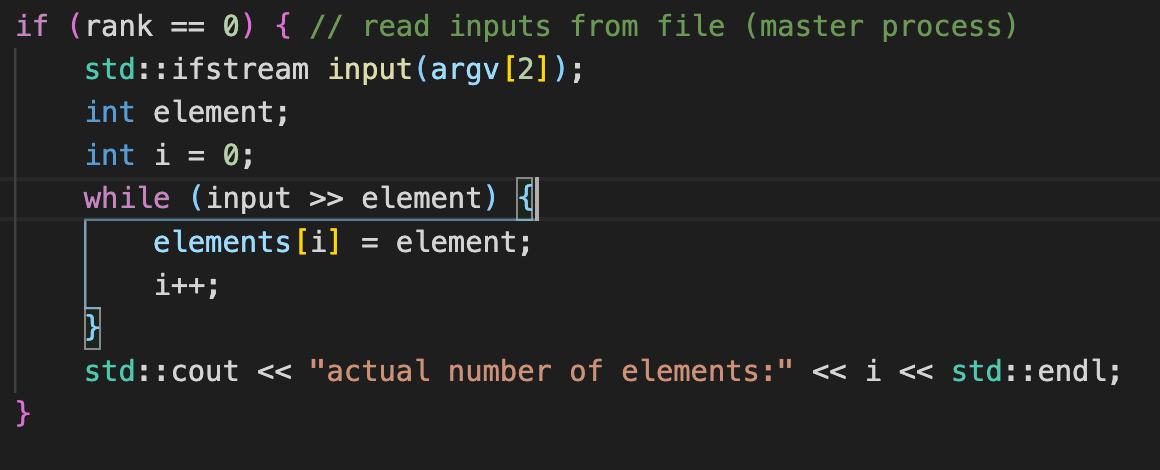 if (rank == 0) { // read inputs from file (master process)
    std::ifstream input(argv[2]);
    int element;
    int i = 0;
    while (input >> element) {
        elements[i] = element;
        i++;
    }
    std::cout << "actual number of elements:" << i << std::endl;
}